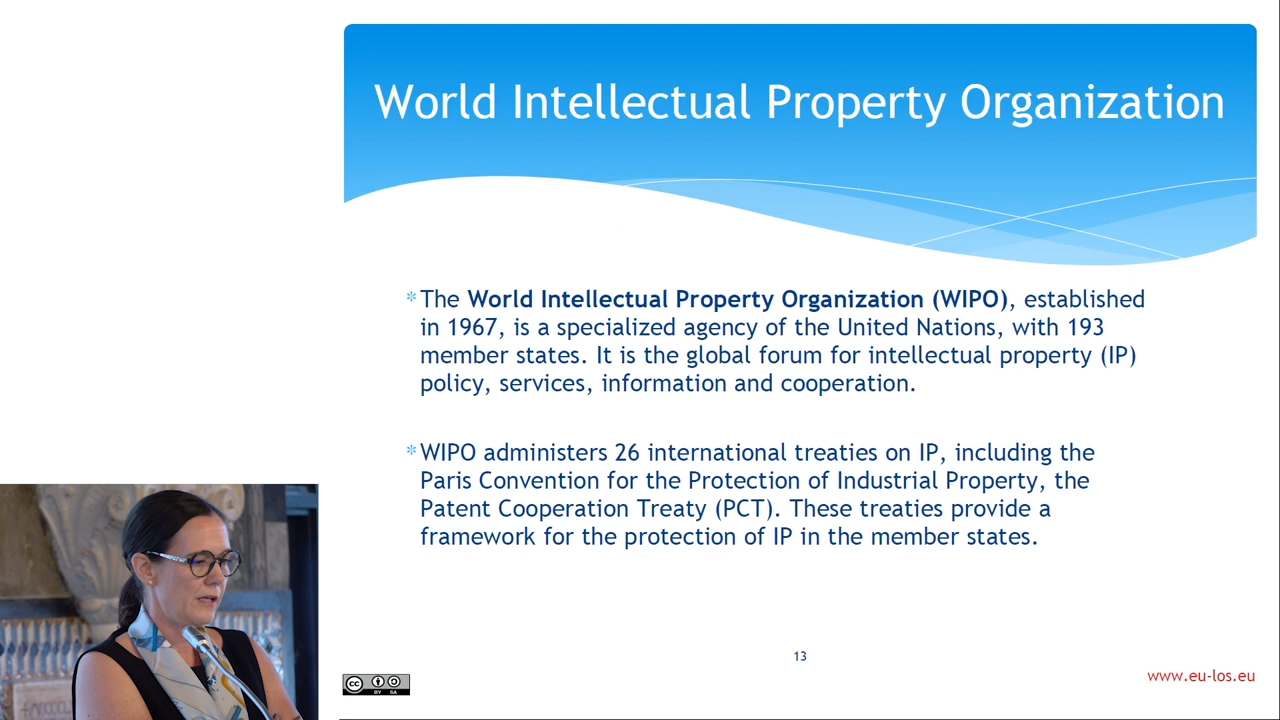 World Intellectual Property Organization
* The World Intellectual Property Organization (WIPO), established
in 1967, is a specialized agency of the United Nations, with 193
member states. It is the global forum for intellectual property (IP)
policy, services, information and cooperation.
* WIPO administers 26 international treaties on IP, including the
Paris Convention for the Protection of Industrial Property, the
Patent Cooperation Treaty (PCT). These treaties provide a
framework for the protection of IP in the member states.
13
cc BY SA
www.eu-los.eu